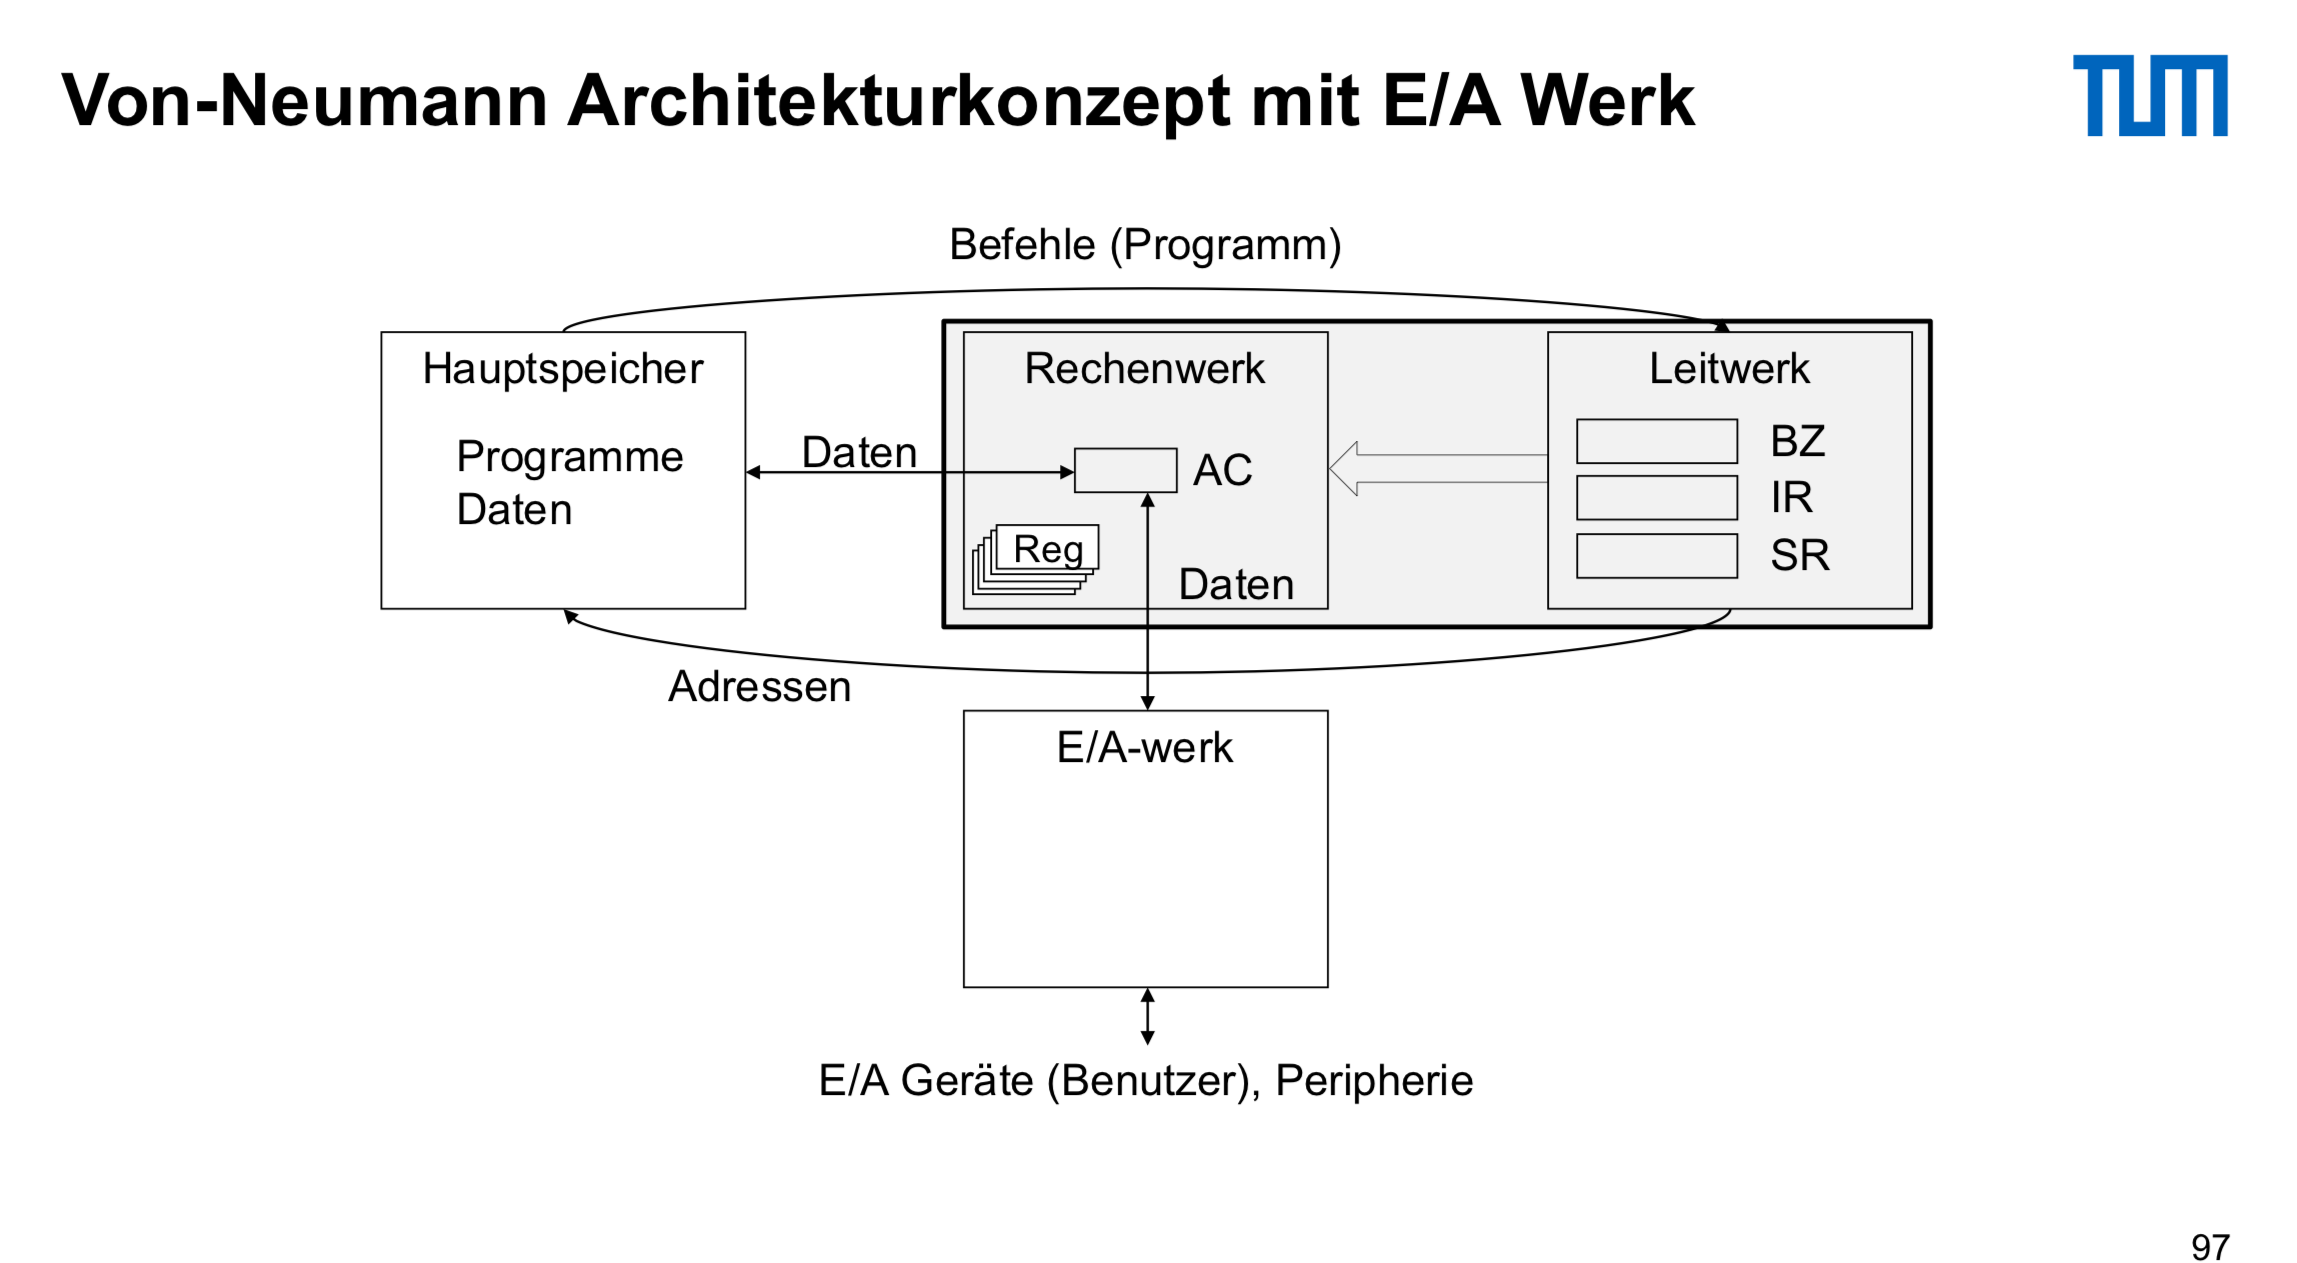 Von-Neumann Architekturkonzept mit E/A Werk
TUM
Befehle (Programm)
Hauptspeicher
Programme
Daten
Daten
Rechenwerk
AC
Reg
Daten
Leitwerk
BZ
IR
SR
Adressen
E/A-werk
E/A Geräte (Benutzer), Peripherie
97